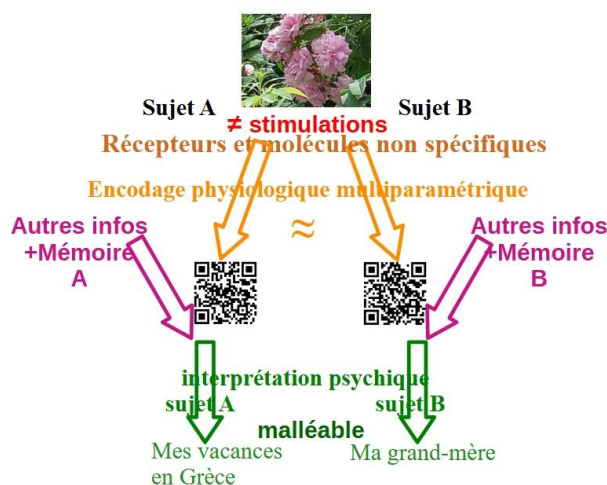 Sujet A
Sujet B
≠ stimulations
Récepteurs et molécules non spécifiques
Encodage physiologique multiparamétrique
≈
Autres infos
+Mémoire
A
Autres infos
+Mémoire
B
interprétation psychique
sujet A
sujet B
malléable
Mes vacances
en Grèce
Ma grand-mère